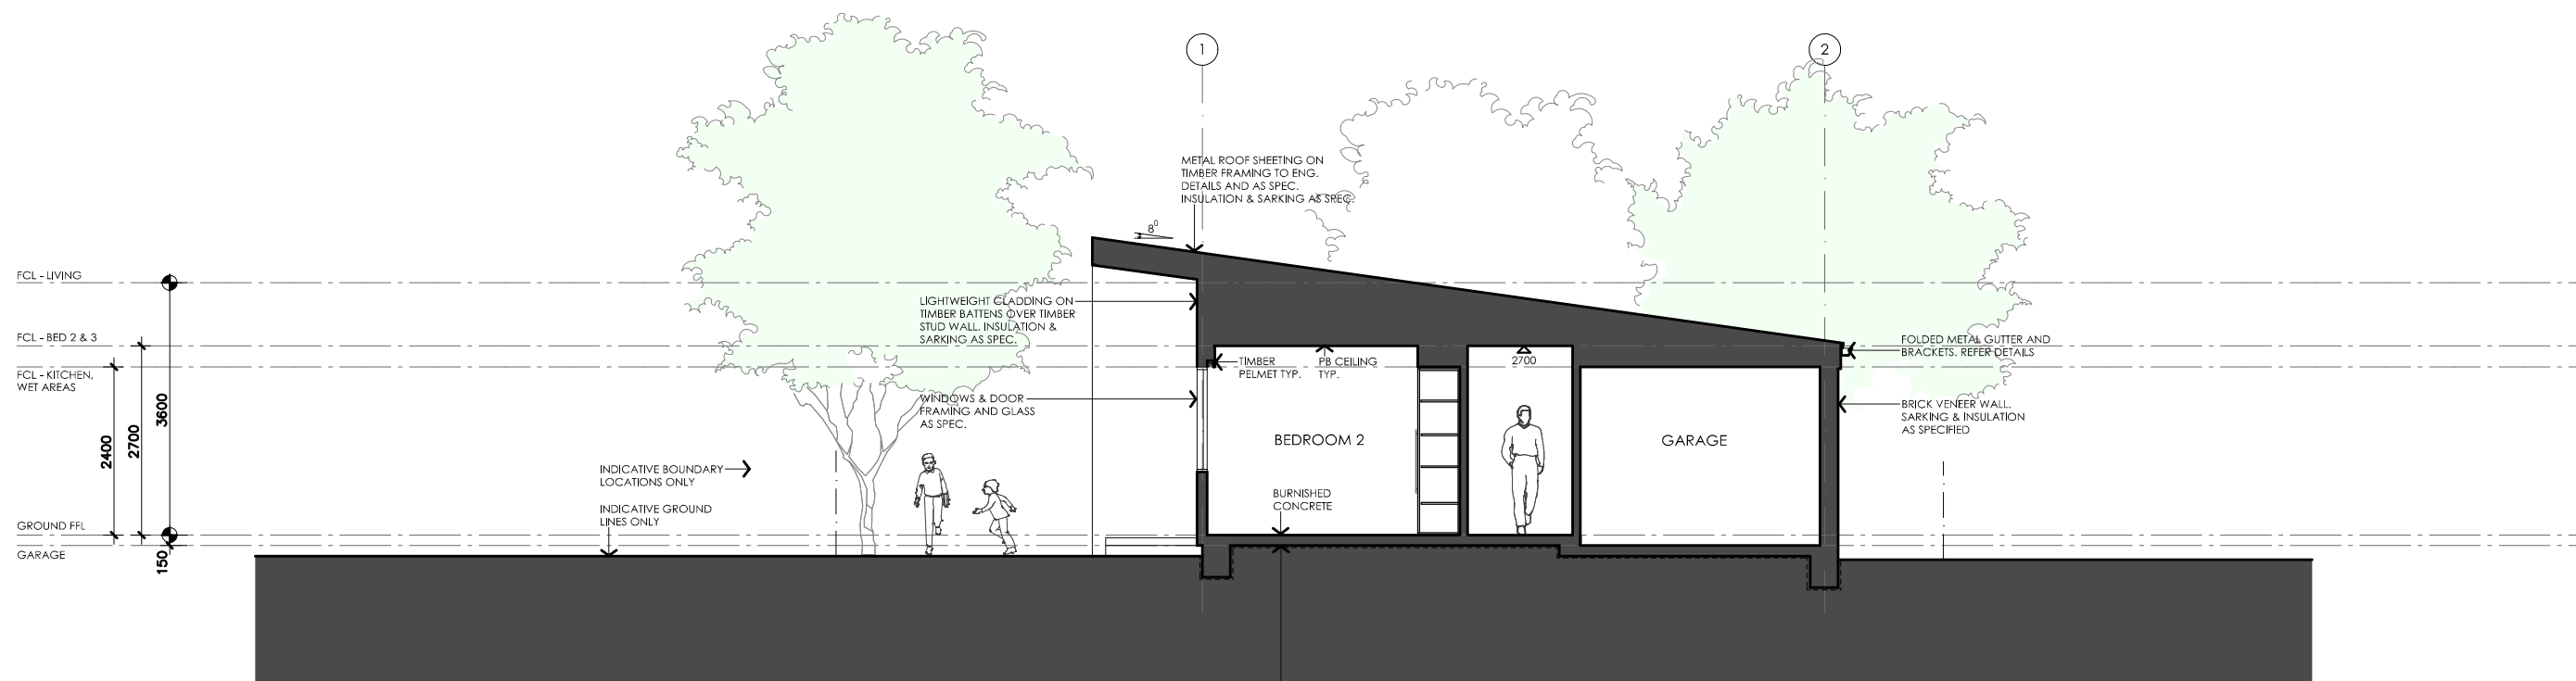 1
2
METAL ROOF SHEETING ON
TIMBER FRAMING TO ENG.
DETAILS AND AS SPEC.
INSULATION & SARKING AS SPEC.
8⁰
FCL - LIVING
LIGHTWEIGHT CLADDING ON
TIMBER BATTENS OVER TIMBER
STUD WALL. INSULATION &
SARKING AS SPEC.
FCL - BED 2 & 3
FOLDED METAL GUTTER AND
BRACKETS. REFER DETAILS
TIMBER
PELMET TYP.
PB CEILING
TYP.
2700
FCL - KITCHEN,
WET AREAS
WINDOWS & DOOR
FRAMING AND GLASS
AS SPEC.
BRICK VENEER WALL.
SARKING & INSULATION
AS SPECIFIED
2400
2700
3600
BEDROOM 2
GARAGE
INDICATIVE BOUNDARY
LOCATIONS ONLY
BURNISHED
CONCRETE
INDICATIVE GROUND
LINES ONLY
GROUND FFL
GARAGE
150